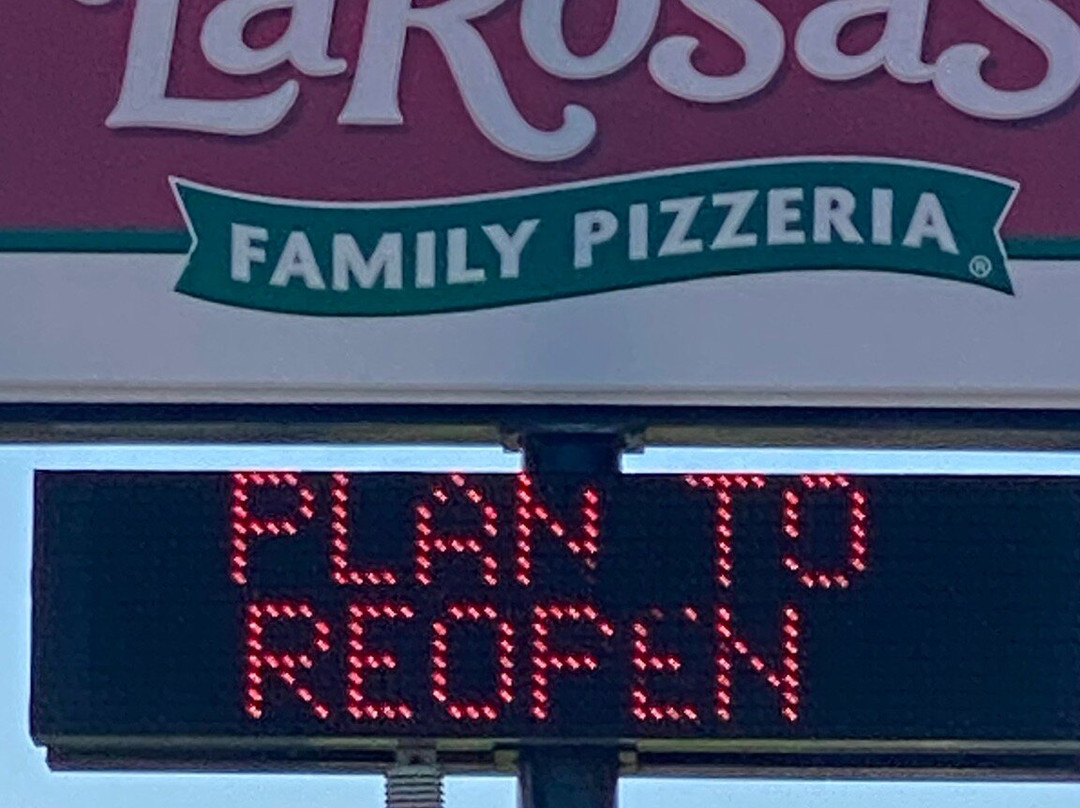 LaRosa's
FAMILY PIZZERIA®
PLAN TO
REOPEN